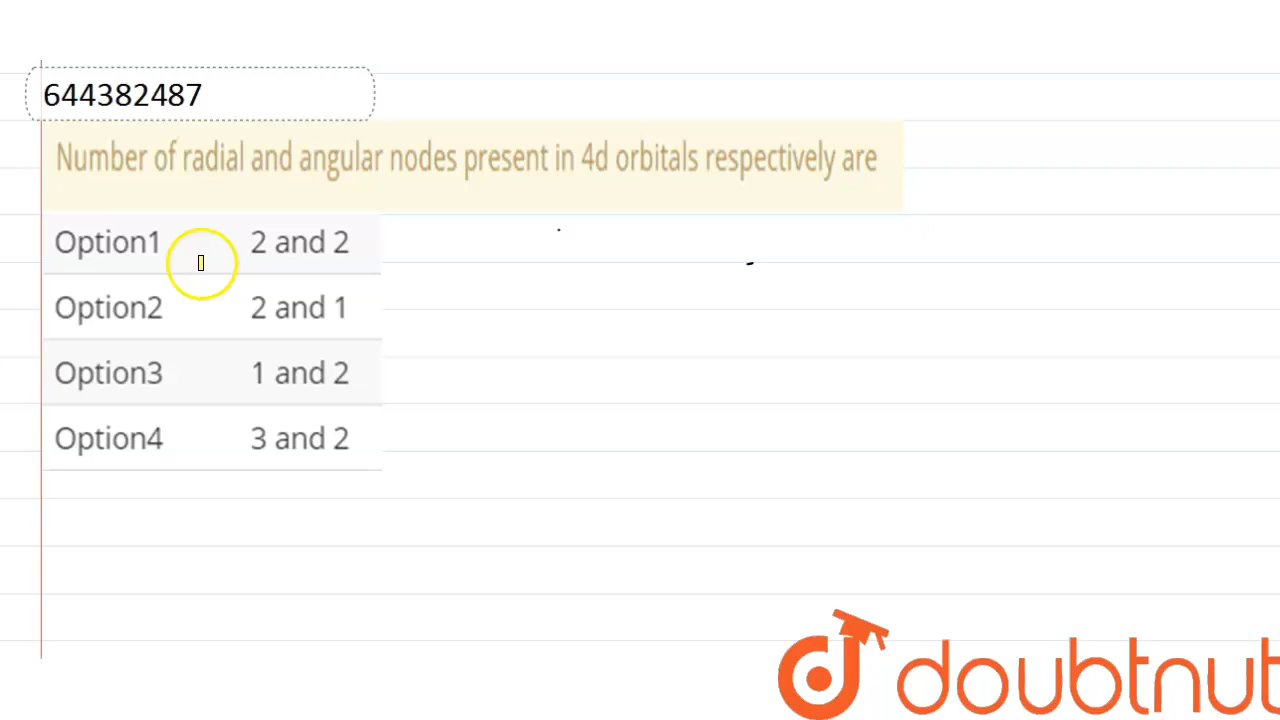 644382487
Number of radial and angular nodes present in 4d orbitals respectively are
Option1 2 and 2
Option2 2 and 1
Option3 1 and 2
Option4 3 and 2
doubtnut